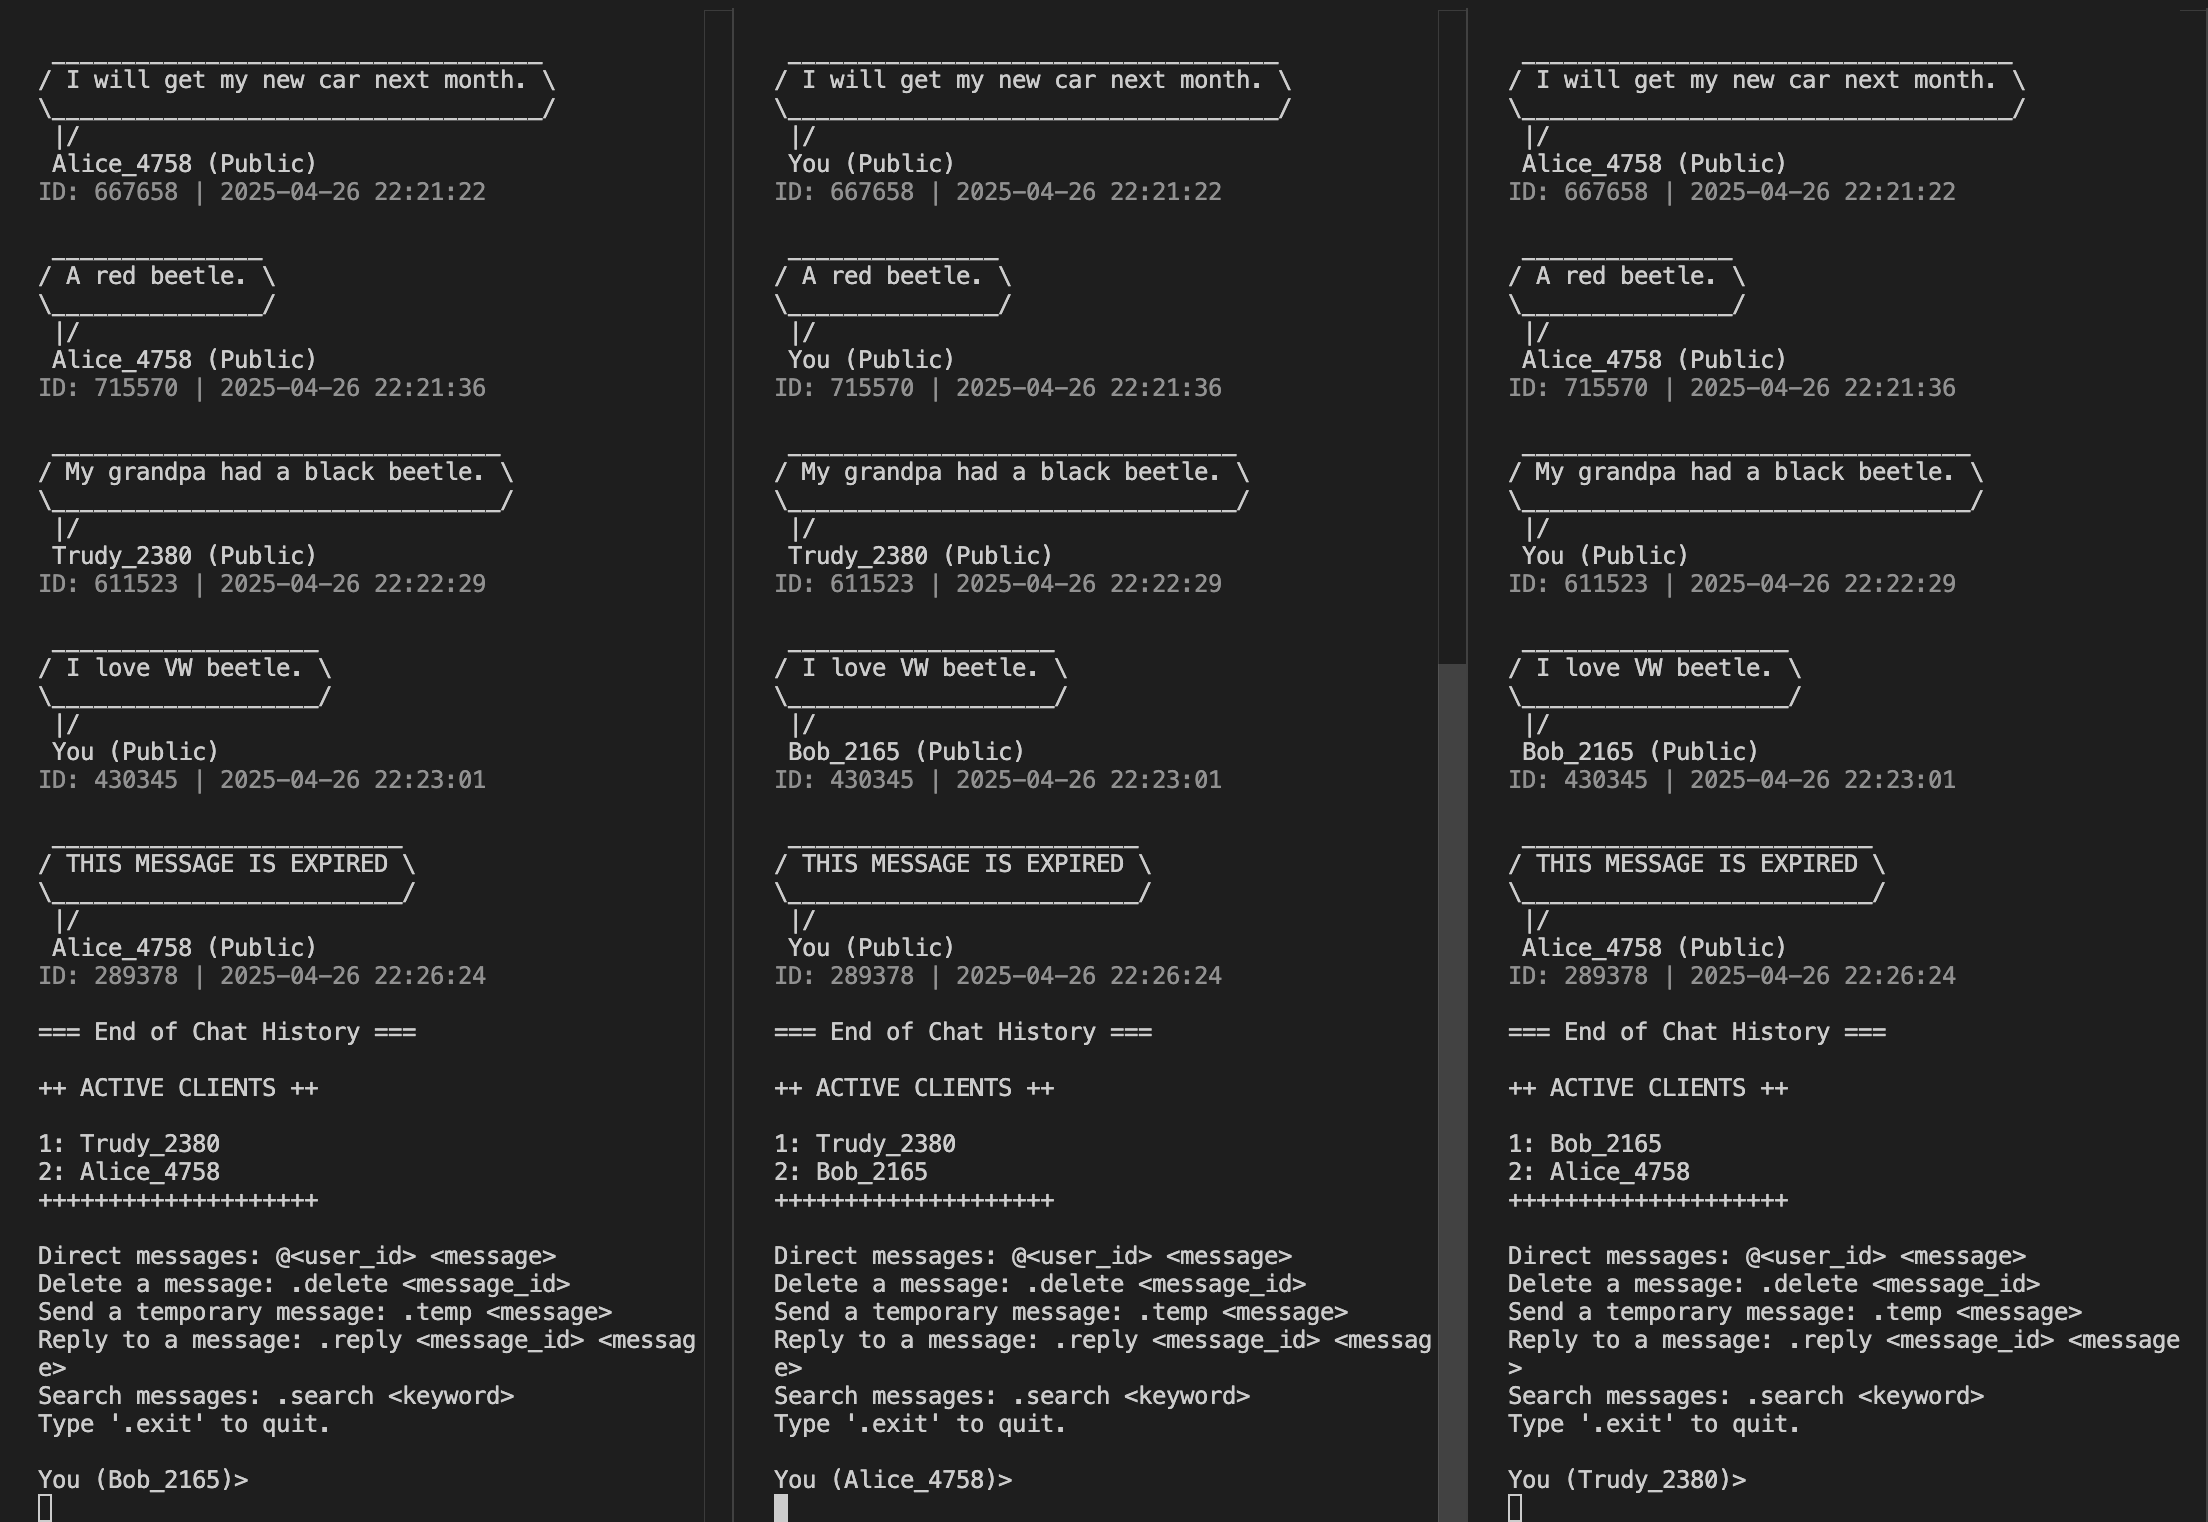 I will get my new car next month.
Alice_4758 (Public)
ID: 667658 | 2025-04-26 22:21:22
A red beetle.
Alice_4758 (Public)
ID: 715570 | 2025-04-26 22:21:36
My grandpa had a black beetle.
Trudy_2380 (Public)
ID: 611523 | 2025-04-26 22:22:29
I love VW beetle.
You (Public)
ID: 430345 | 2025-04-26 22:23:01
THIS MESSAGE IS EXPIRED
Alice_4758 (Public)
ID: 289378 | 2025-04-26 22:26:24
=== End of Chat History ===
++ ACTIVE CLIENTS ++
1: Trudy_2380
2: Alice_4758
++++++++++++++++++++
Direct messages: @<user_id> <message>
Delete a message: .delete <message_id>
Send a temporary message: .temp <message>
Reply to a message: .reply <message_id> <messag
e>
Search messages: .search <keyword>
Type '.exit' to quit.
You (Bob_2165)>
I will get my new car next month.
You (Public)
ID: 667658 | 2025-04-26 22:21:22
A red beetle.
You (Public)
ID: 715570 | 2025-04-26 22:21:36
My grandpa had a black beetle.
Trudy_2380 (Public)
ID: 611523 | 2025-04-26 22:22:29
I love VW beetle.
Bob_2165 (Public)
ID: 430345 | 2025-04-26 22:23:01
THIS MESSAGE IS EXPIRED
You (Public)
ID: 289378 | 2025-04-26 22:26:24
=== End of Chat History ===
++ ACTIVE CLIENTS ++
1: Trudy_2380
2: Bob_2165
++++++++++++++++++++
Direct messages: @<user_id> <message>
Delete a message: .delete <message_id>
Send a temporary message: .temp <message>
Reply to a message: .reply <message_id> <messag
e>
Search messages: .search <keyword>
Type '.exit' to quit.
You (Alice_4758)>
I will get my new car next month.
Alice_4758 (Public)
ID: 667658 | 2025-04-26 22:21:22
A red beetle.
Alice_4758 (Public)
ID: 715570 | 2025-04-26 22:21:36
My grandpa had a black beetle.
You (Public)
ID: 611523 | 2025-04-26 22:22:29
I love VW beetle.
Bob_2165 (Public)
ID: 430345 | 2025-04-26 22:23:01
THIS MESSAGE IS EXPIRED
Alice_4758 (Public)
ID: 289378 | 2025-04-26 22:26:24
=== End of Chat History ===
++ ACTIVE CLIENTS ++
1: Bob_2165
2: Alice_4758
++++++++++++++++++++
Direct messages: @<user_id> <message>
Delete a message: .delete <message_id>
Send a temporary message: .temp <message>
Reply to a message: .reply <message_id> <message
>
Search messages: .search <keyword>
Type '.exit' to quit.
You (Trudy_2380)>